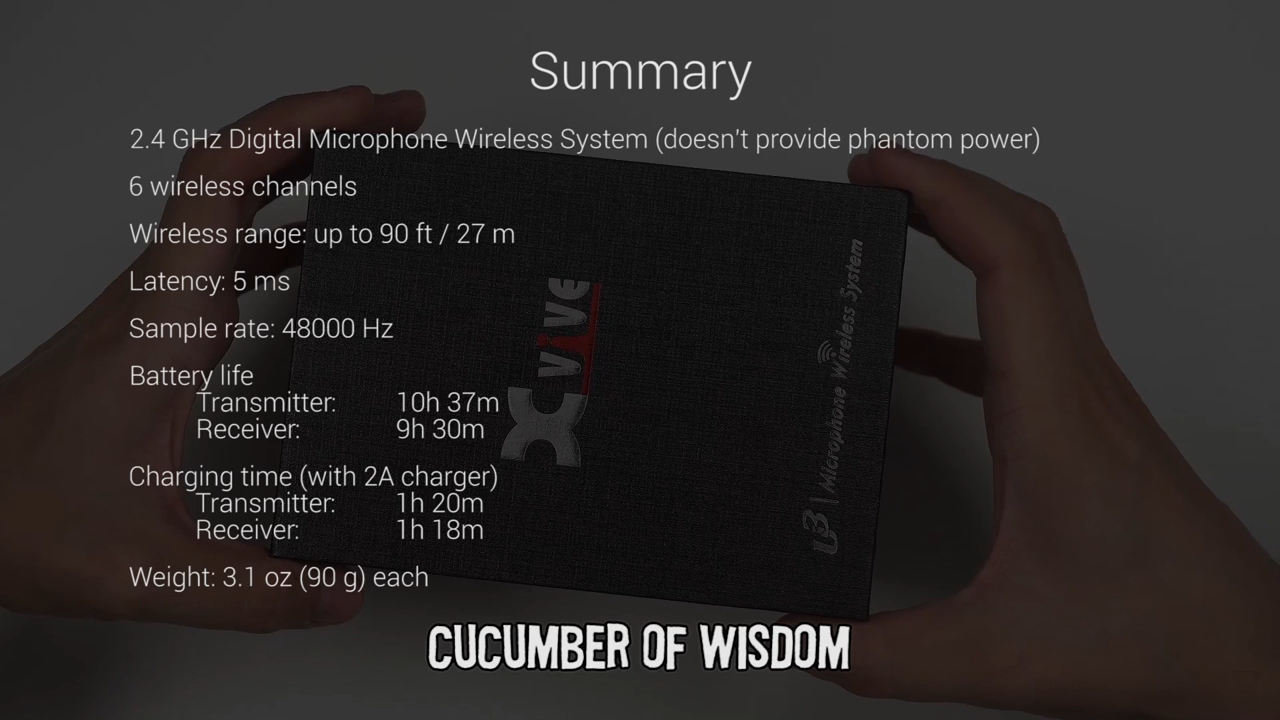 Summary
2.4 GHz Digital Microphone Wireless System (doesn't provide phantom power)
6 wireless channels
Wireless range: up to 90 ft / 27 m
Latency: 5 ms
Sample rate: 48000 Hz
Battery life
Transmitter: 10h 37m
Receiver: 9h 30m
Charging time (with 2A charger)
Transmitter: 1h 20m
Receiver: 1h 18m
Weight: 3.1 oz (90 g) each
Xvive
U3 | Microphone Wireless System
CUCUMBER OF WISDOM